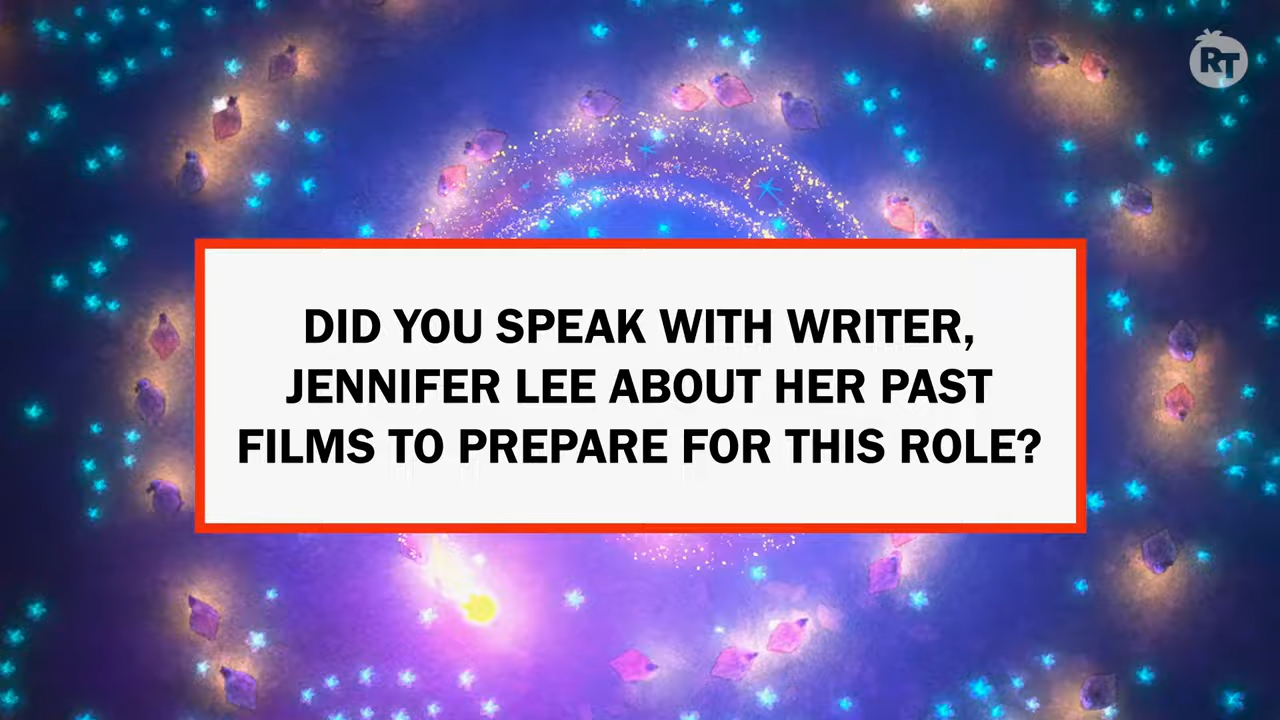 RT
DID YOU SPEAK WITH WRITER,
JENNIFER LEE ABOUT HER PAST
FILMS TO PREPARE FOR THIS ROLE?